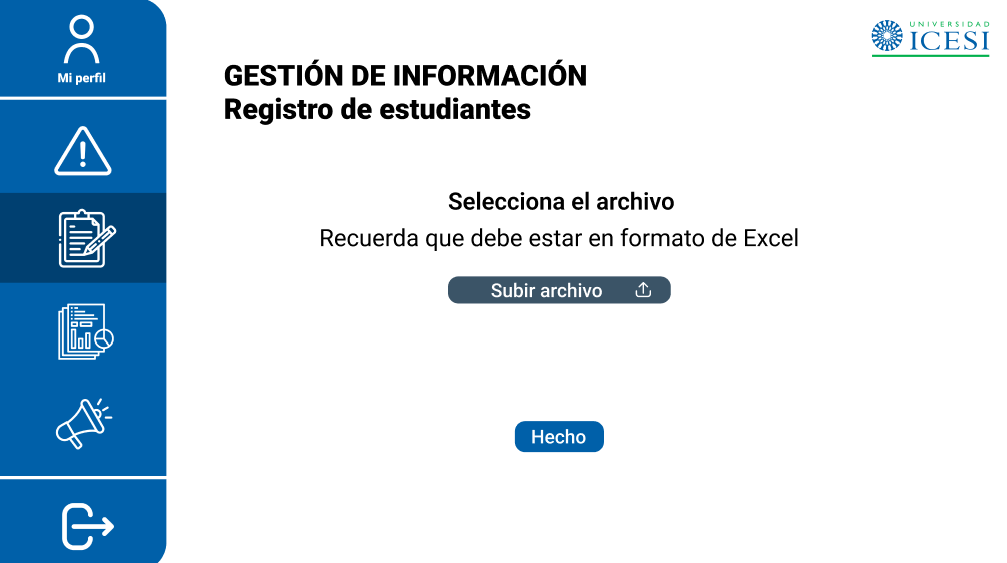 Mi perfil
UNIVERSIDAD
ICESI
GESTIÓN DE INFORMACIÓN
Registro de estudiantes
Selecciona el archivo
Recuerda que debe estar en formato de Excel
Subir archivo
Hecho